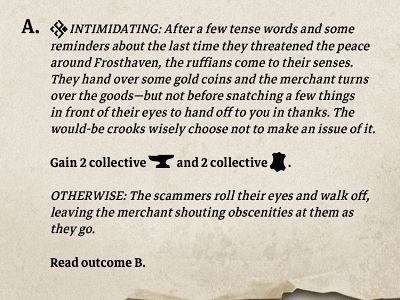 A. INTIMIDATING: After a few tense words and some
reminders about the last time they threatened the peace
around Frosthaven, the ruffians come to their senses.
They hand over some gold coins and the merchant turns
over the goods—but not before snatching a few things
in front of their eyes to hand off to you in thanks. The
would-be crooks wisely choose not to make an issue of it.
Gain 2 collective and 2 collective .
OTHERWISE: The scammers roll their eyes and walk off,
leaving the merchant shouting obscenities at them as
they go.
Read outcome B.